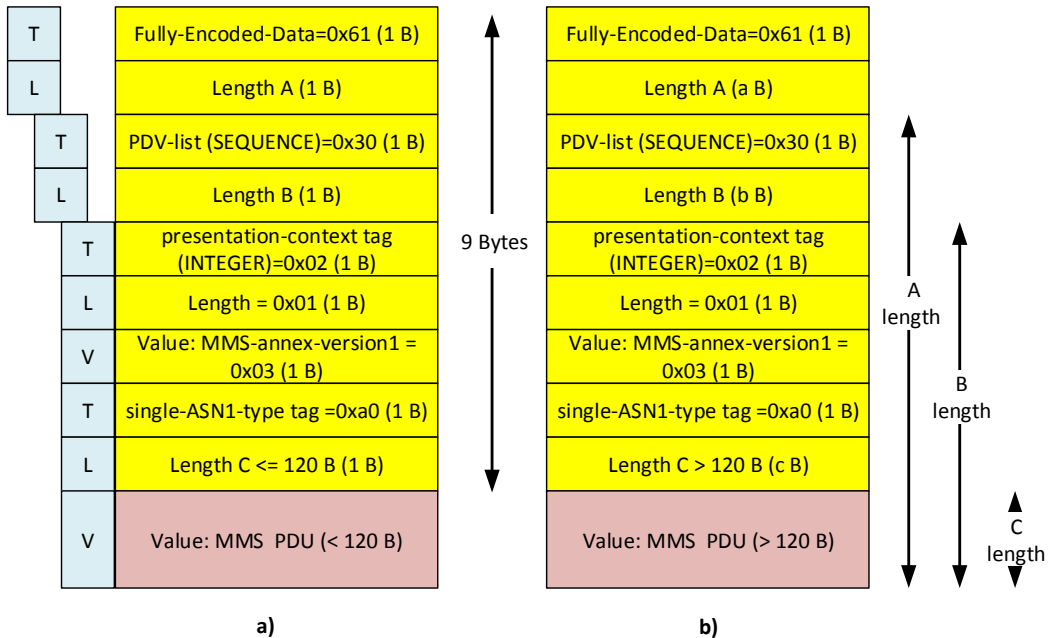 T
Fully-Encoded-Data=0x61 (1 B)
L
Length A (1 B)
T
PDV-list (SEQUENCE)=0x30 (1 B)
L
Length B (1 B)
T
presentation-context tag
(INTEGER)=0x02 (1 B)
L
Length = 0x01 (1 B)
V
Value: MMS-annex-version1 =
0x03 (1 B)
T
single-ASN1-type tag =0xa0 (1 B)
L
Length C <= 120 B (1 B)
V
Value: MMS PDU (< 120 B)
9 Bytes
a)
Fully-Encoded-Data=0x61 (1 B)
Length A (a B)
PDV-list (SEQUENCE)=0x30 (1 B)
Length B (b B)
presentation-context tag
(INTEGER)=0x02 (1 B)
Length = 0x01 (1 B)
Value: MMS-annex-version1 =
0x03 (1 B)
single-ASN1-type tag =0xa0 (1 B)
Length C > 120 B (c B)
Value: MMS PDU (> 120 B)
A
length
B
length
C
length
b)